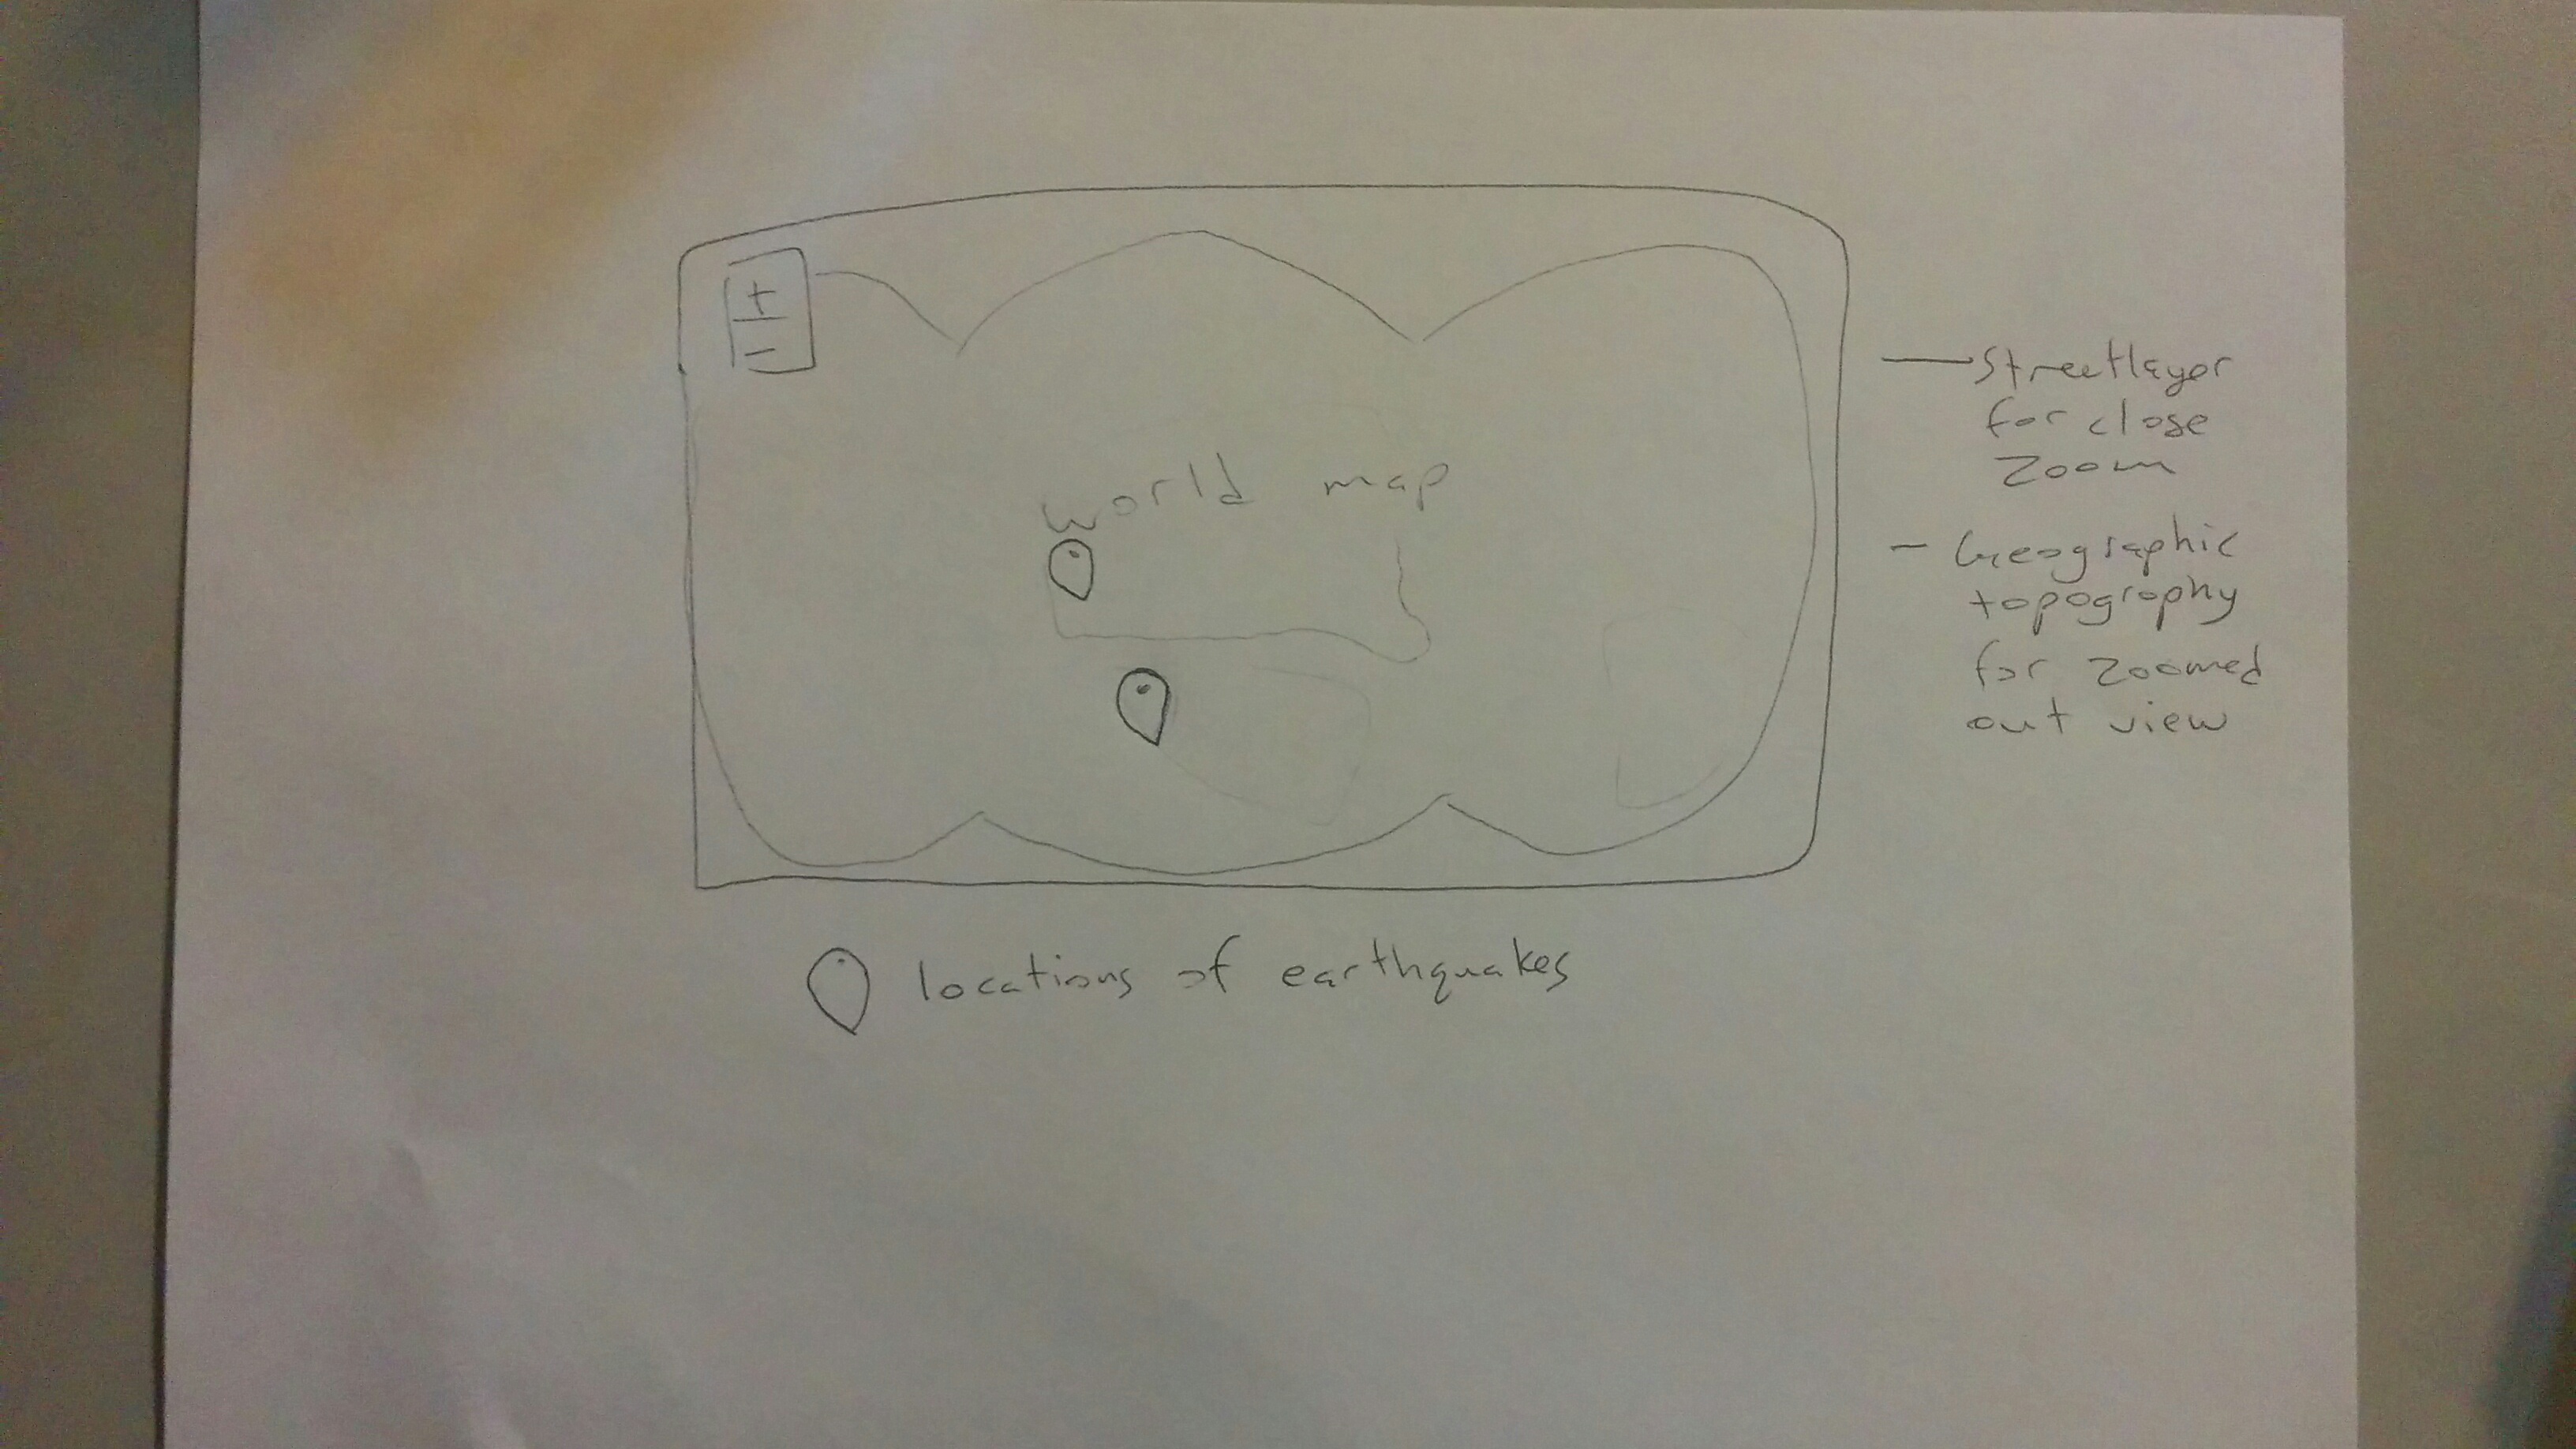 +
-
World map
Streetlayer
for close
zoom
- Geographic
topography
for zoomed
out view
locations of earthquakes